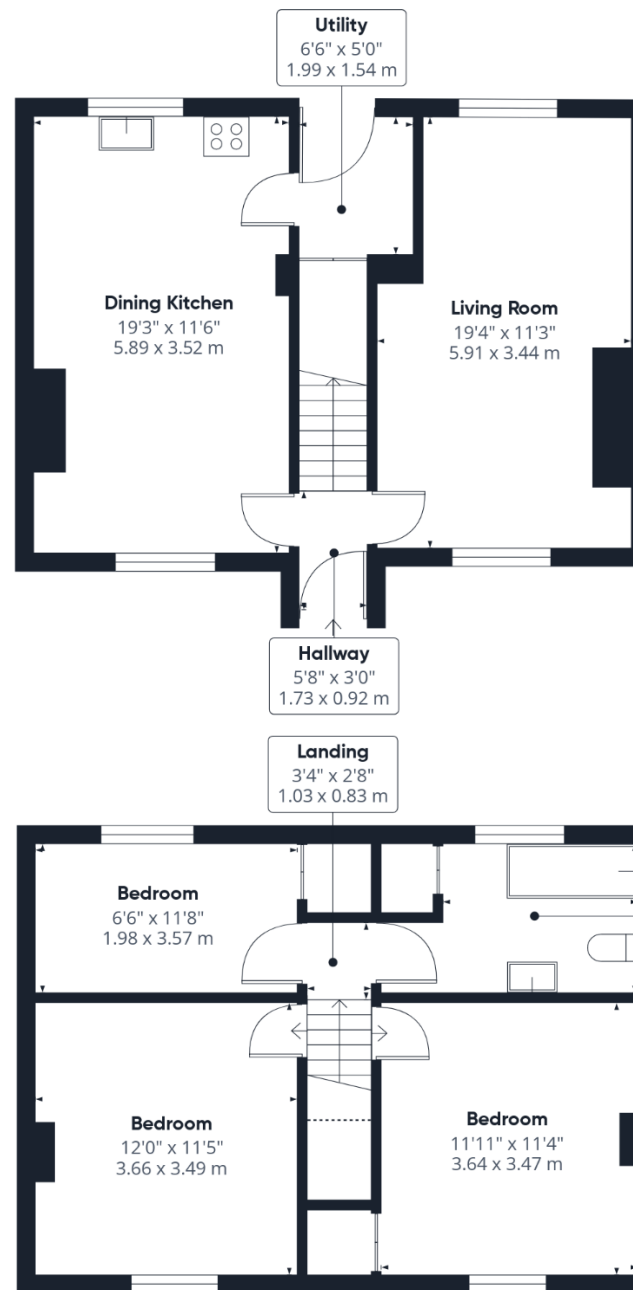 Utility
6'6" x 5'0"
1.99 x 1.54 m
Dining Kitchen
19'3" x 11'6"
5.89 x 3.52 m
Living Room
19'4" x 11'3"
5.91 x 3.44 m
Hallway
5'8" x 3'0"
1.73 x 0.92 m
Landing
3'4" x 2'8"
1.03 x 0.83 m
Bedroom
6'6" x 11'8"
1.98 x 3.57 m
Bedroom
12'0" x 11'5"
3.66 x 3.49 m
Bedroom
11'11" x 11'4"
3.64 x 3.47 m